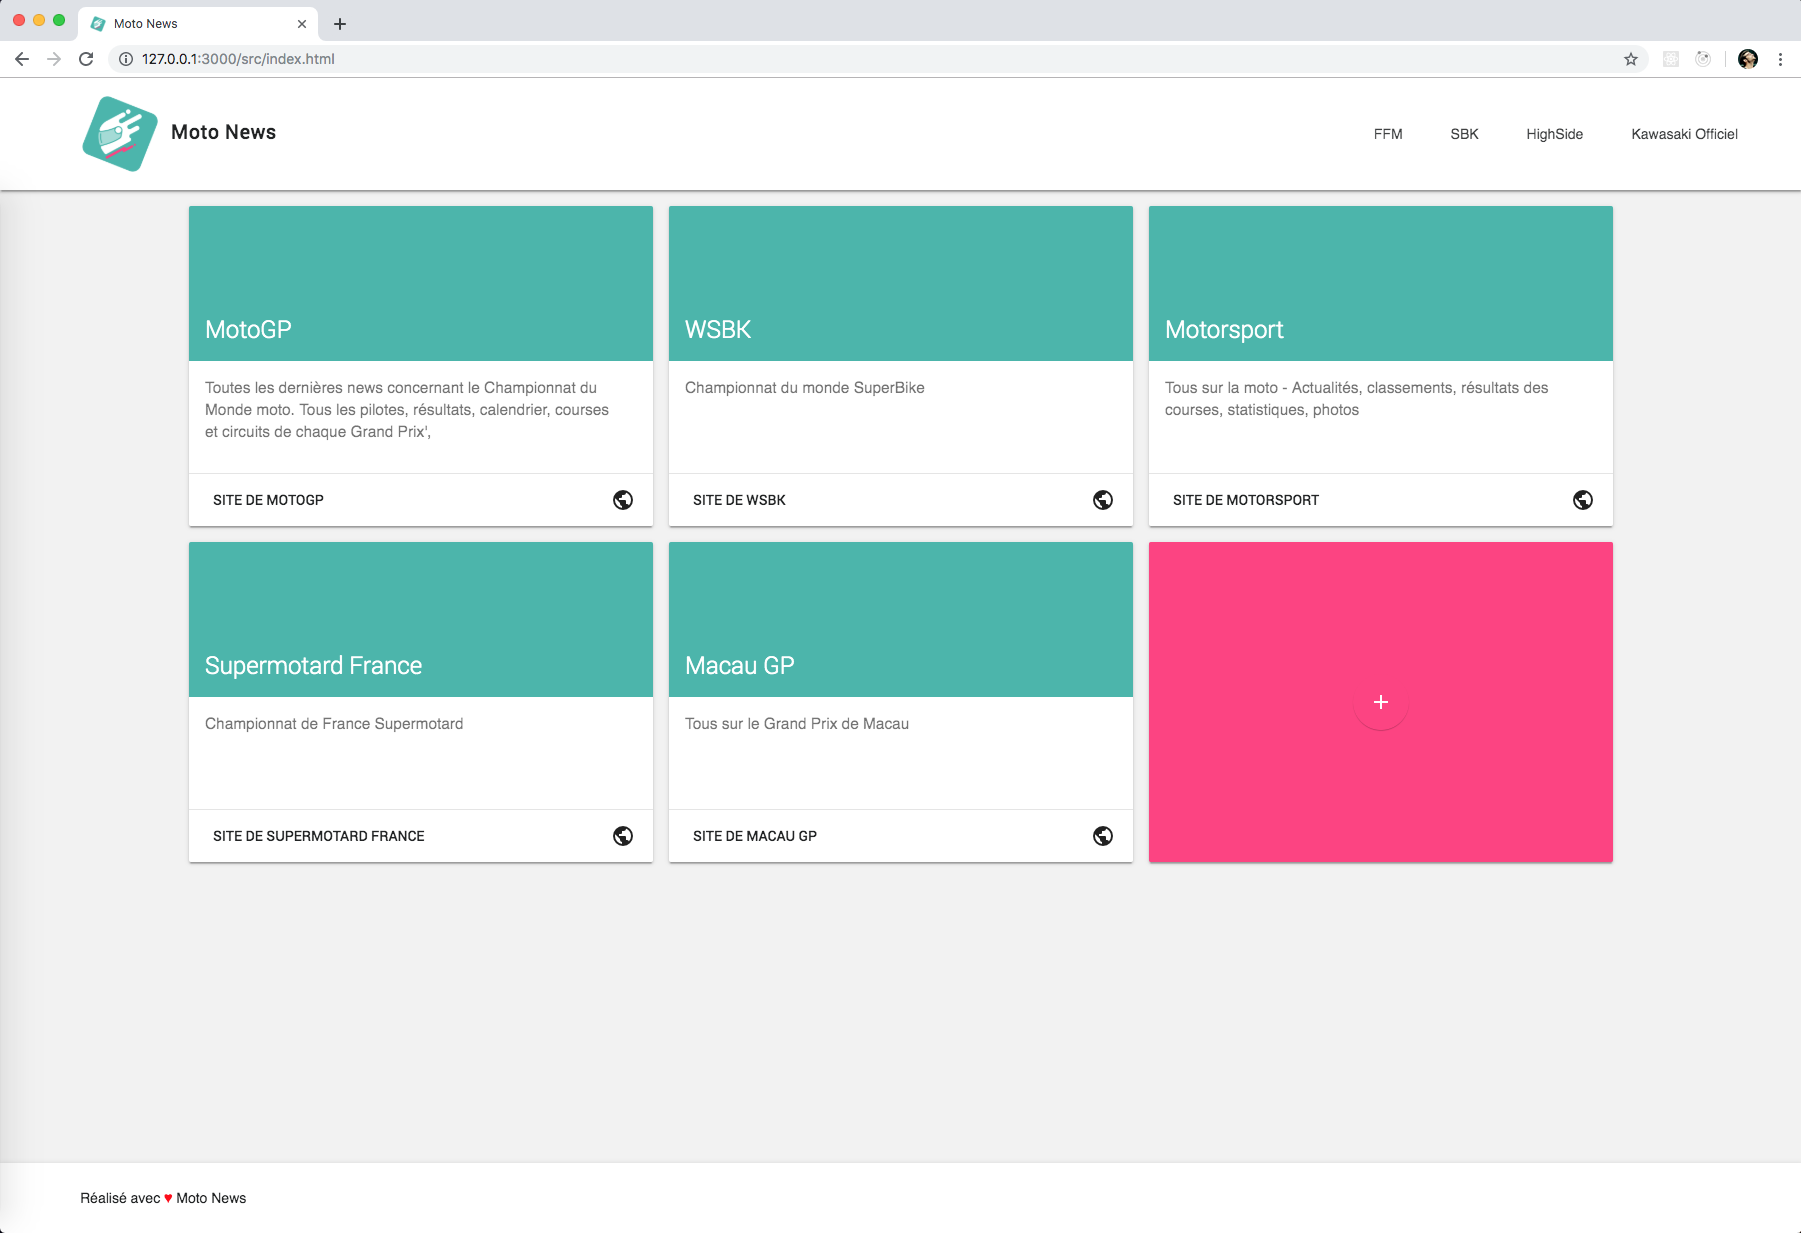 Moto News
127.0.0.1:3000/src/index.html
Moto News
FFM
SBK
HighSide
Kawasaki Officiel
MotoGP
Toutes les dernières news concernant le Championnat du
Monde moto. Tous les pilotes, résultats, calendrier, courses
et circuits de chaque Grand Prix',
SITE DE MOTOGP
WSBK
Championnat du monde SuperBike
SITE DE WSBK
Motorsport
Tous sur la moto - Actualités, classements, résultats des
courses, statistiques, photos
SITE DE MOTORSPORT
Supermotard France
Championnat de France Supermotard
SITE DE SUPERMOTARD FRANCE
Macau GP
Tous sur le Grand Prix de Macau
SITE DE MACAU GP
Réalisé avec ♥ Moto News